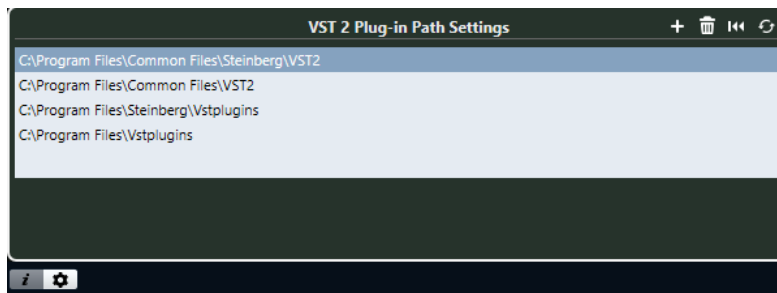 VST 2 Plug-in Path Settings
C:\Program Files\Common Files\Steinberg\VST2
C:\Program Files\Common Files\VST2
C:\Program Files\Steinberg\Vstplugins
C:\Program Files\Vstplugins
i